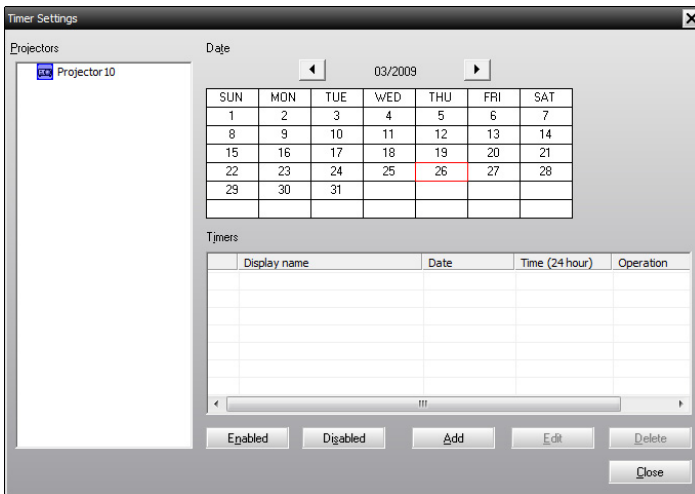 Timer Settings
Projectors
Projector10
Date
03/2009
SUN MON TUE WED THU FRI SAT
1 2 3 4 5 6 7
8 9 10 11 12 13 14
15 16 17 18 19 20 21
22 23 24 25 26 27 28
29 30 31
Timers
Display name Date Time (24 hour) Operation
Enabled Disabled Add Edit Delete
Close